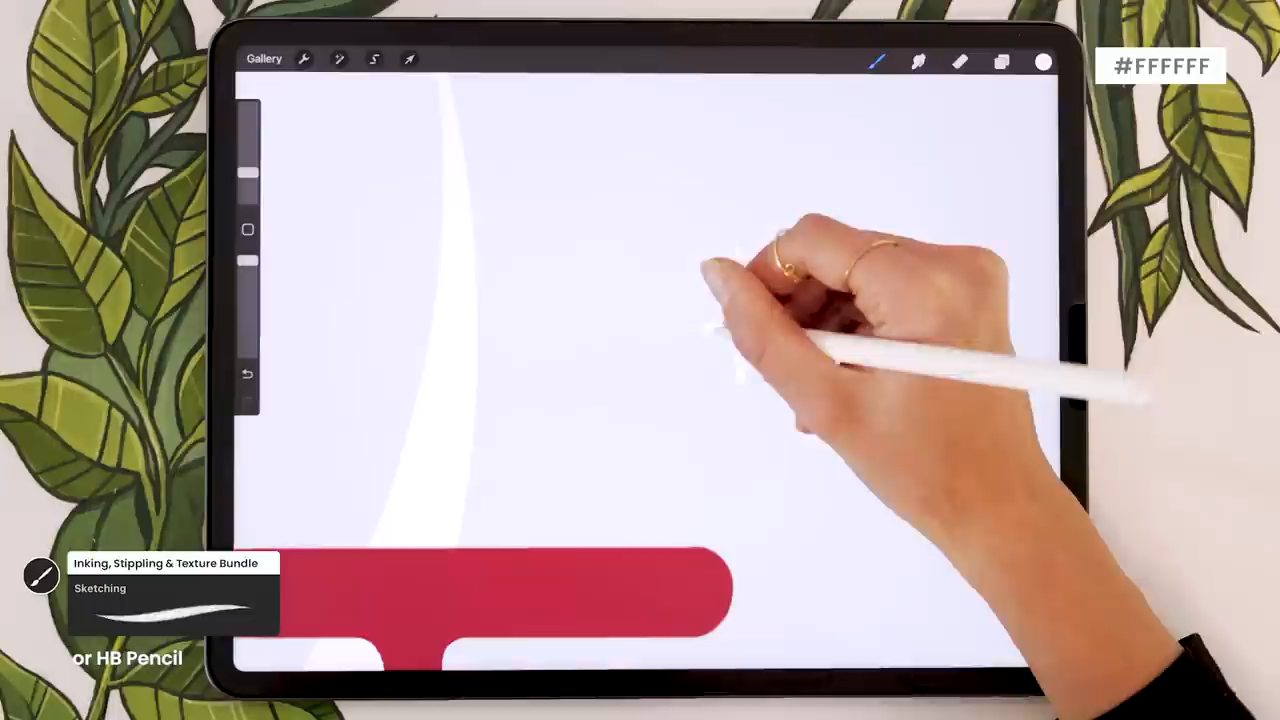 Gallery
#FFFFFF
Inking, Stippling & Texture Bundle
Sketching
or HB Pencil